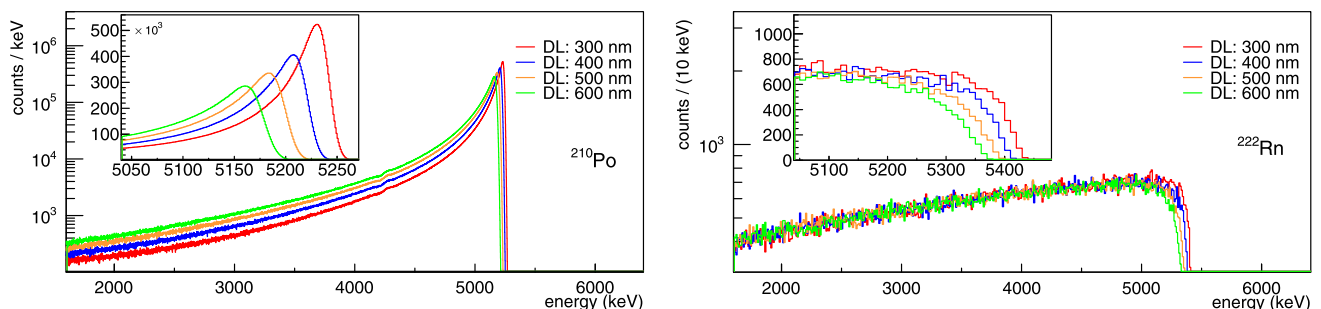 counts / keV
10⁶
10⁵
10⁴
10³
500
× 10³
400
300
200
100
5050 5100 5150 5200 5250
DL: 300 nm
DL: 400 nm
DL: 500 nm
DL: 600 nm
²¹⁰Po
2000 3000 4000 5000 6000
energy (keV)
counts / (10 keV)
10³
1000
800
600
400
200
0
5100 5200 5300 5400
DL: 300 nm
DL: 400 nm
DL: 500 nm
DL: 600 nm
²²²Rn
2000 3000 4000 5000 6000
energy (keV)